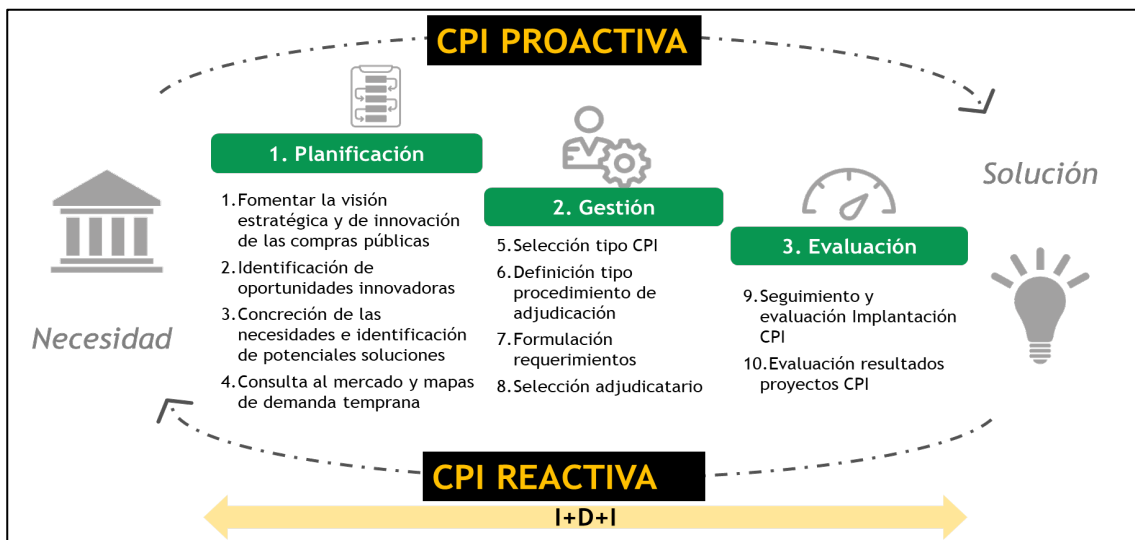 CPI PROACTIVA
Necesidad
1. Planificación
1.Fomentar la visión
estratégica y de innovación
de las compras públicas
2.Identificación de
oportunidades innovadoras
3.Concreción de las
necesidades e identificación
de potenciales soluciones
4.Consulta al mercado y mapas
de demanda temprana
2. Gestión
5.Selección tipo CPI
6.Definición tipo
procedimiento de
adjudicación
7.Formulación
requerimientos
8.Selección adjudicatario
3. Evaluación
9.Seguimiento y
evaluación Implantación
CPI
10.Evaluación resultados
proyectos CPI
Solución
CPI REACTIVA
I+D+I